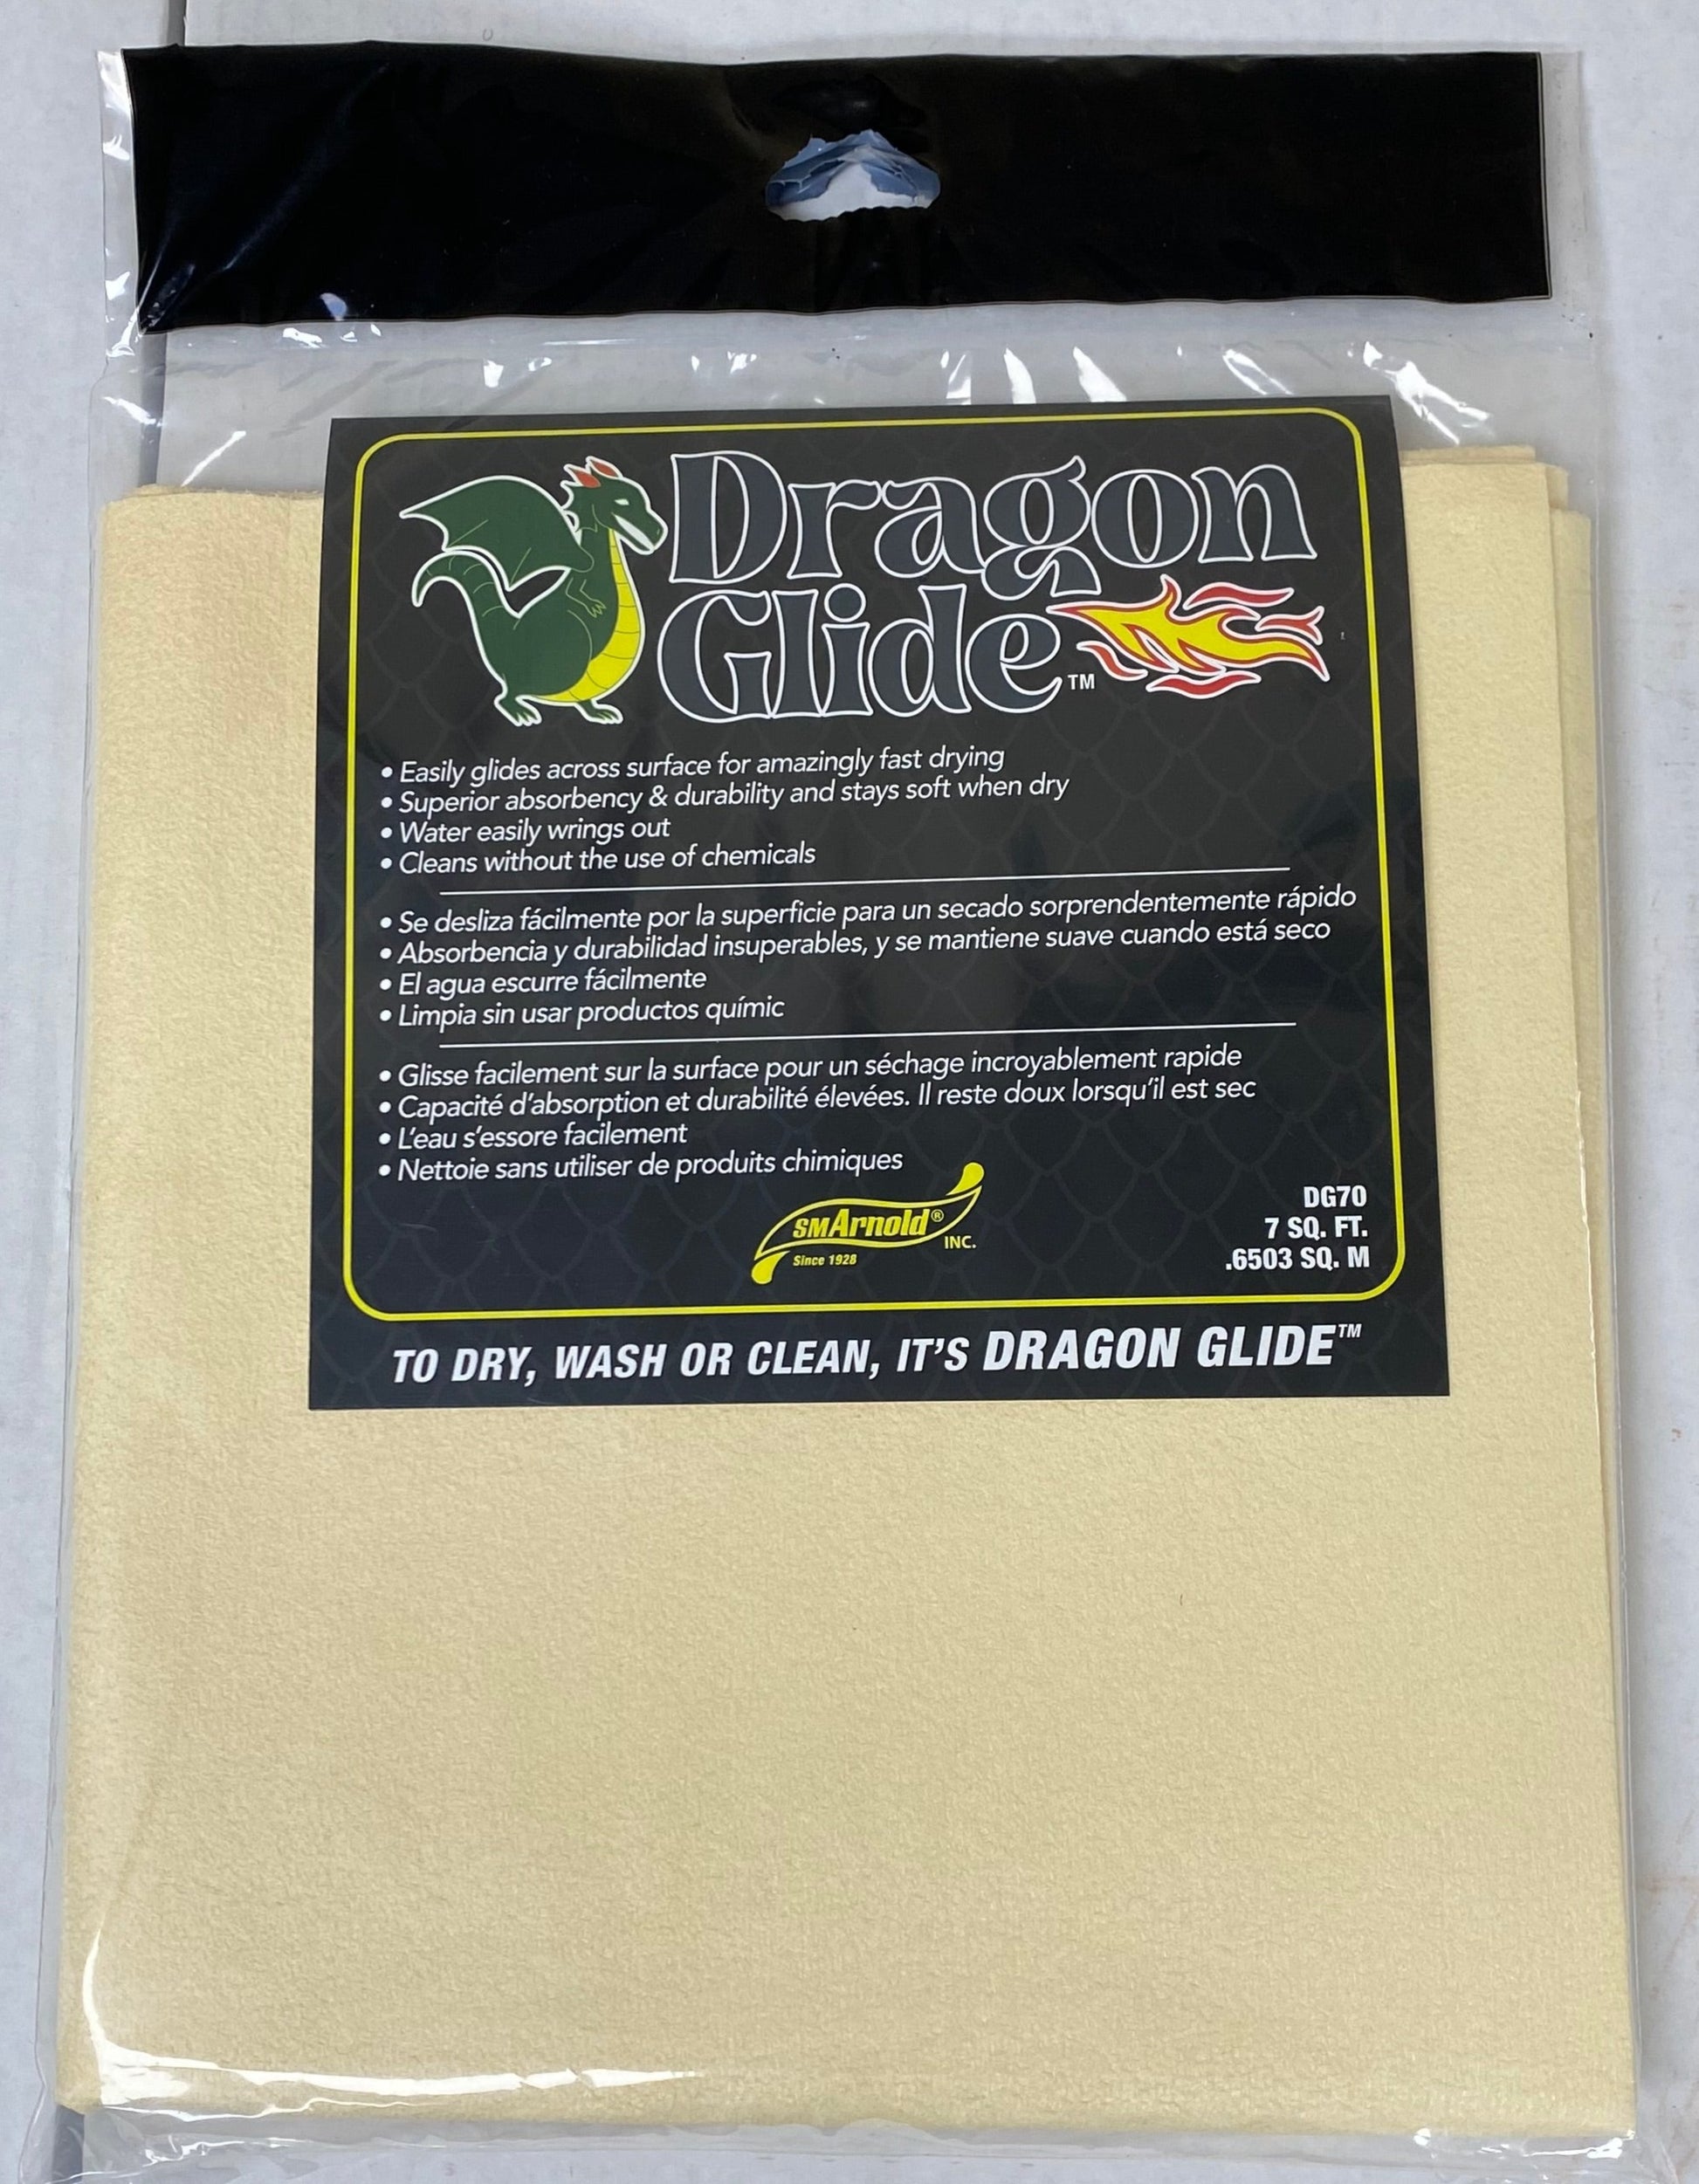 Dragon
Glide™
• Easily glides across surface for amazingly fast drying
• Superior absorbency & durability and stays soft when dry
• Water easily wrings out
• Cleans without the use of chemicals
• Se desliza fácilmente por la superficie para un secado sorprendentemente rápido
• Absorbencia y durabilidad insuperables, y se mantiene suave cuando está seco
• El agua escurre fácilmente
• Limpia sin usar productos químic
• Glisse facilement sur la surface pour un séchage incroyablement rapide
• Capacité d'absorption et durabilité élevées. Il reste doux lorsqu'il est sec
• L'eau s'essore facilement
• Nettoie sans utiliser de produits chimiques
SMArnold®
INC.
Since 1928
DG70
7 SQ. FT.
.6503 SQ. M
TO DRY, WASH OR CLEAN, IT'S DRAGON GLIDE™